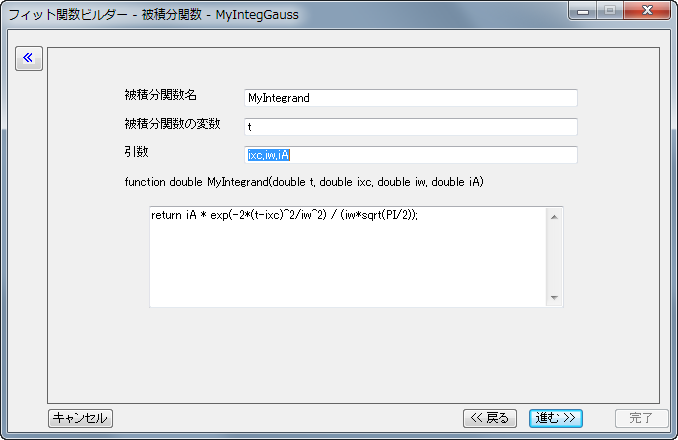 フィット関数ビルダー - 被積分関数 - MyIntegGauss
被積分関数名 MyIntegrand
被積分関数の変数 t
引数 ixc,iw,iA
function double MyIntegrand(double t, double ixc, double iw, double iA)
return iA * exp(-2*(t-ixc)^2/iw^2) / (iw*sqrt(PI/2));
キャンセル << 戻る 進む >> 完了